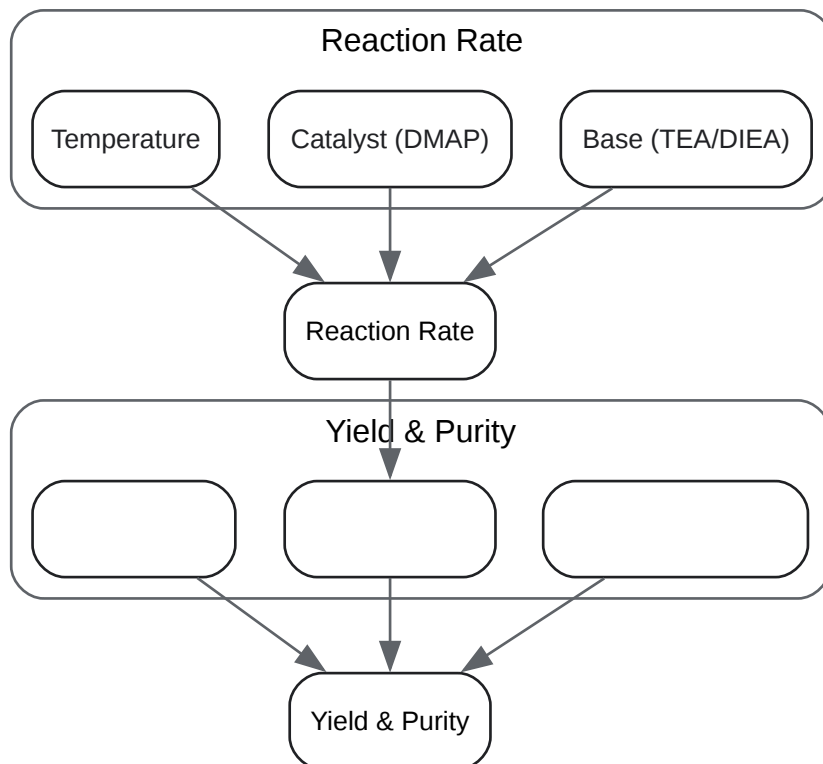 Reaction Rate
Temperature
Catalyst (DMAP)
Base (TEA/DIEA)
Reaction Rate
Yield & Purity
Yield & Purity